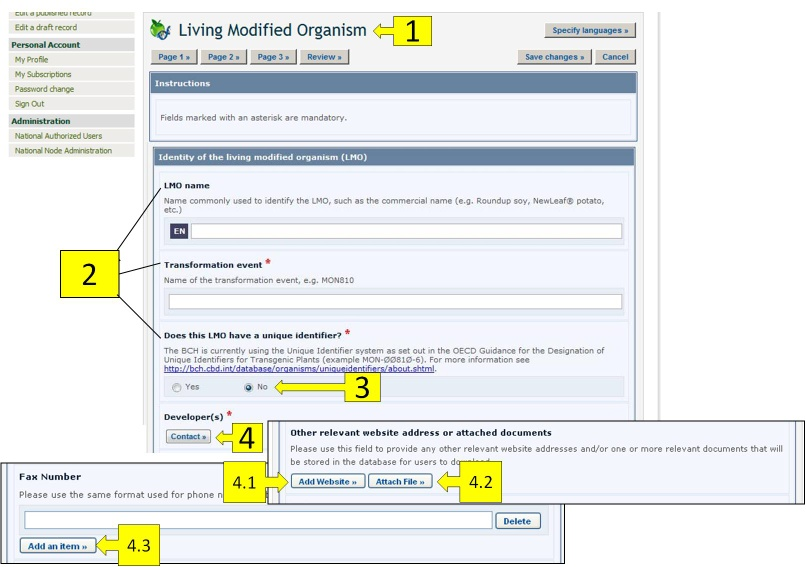 Edit a published record
Edit a draft record
Personal Account
My Profile
My Subscriptions
Password change
Sign Out
Administration
National Authorized Users
National Node Administration
Living Modified Organism
1
Specify languages »
Page 1 » Page 2 » Page 3 » Review » Save changes » Cancel
Instructions
Fields marked with an asterisk are mandatory.
Identity of the living modified organism (LMO)
LMO name
Name commonly used to identify the LMO, such as the commercial name (e.g. Roundup soy, NewLeaf® potato,
etc.)
EN
2
Transformation event *
Name of the transformation event, e.g. MON810
Does this LMO have a unique identifier? *
The BCH is currently using the Unique Identifier system as set out in the OECD Guidance for the Designation of
Unique Identifiers for Transgenic Plants (example MON-ØØ81Ø-6). For more information see
http://bch.cbd.int/database/organisms/uniqueidentifiers/about.shtml.
Yes No
3
Developer(s) *
Contact »
4
Other relevant website address or attached documents
Please use this field to provide any other relevant website addresses and/or one or more relevant documents that will
be stored in the database for users to download.
4.1
Add Website » Attach File »
4.2
Fax Number
Please use the same format used for phone
Delete
Add an item »
4.3